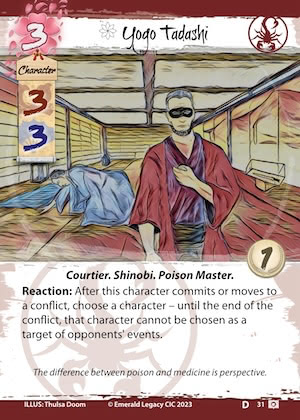 3
Yogo Tadashi
Character
3
3
1
Courtier. Shinobi. Poison Master.
Reaction: After this character commits or moves to
a conflict, choose a character – until the end of the
conflict, that character cannot be chosen as a
target of opponents' events.
The difference between poison and medicine is perspective.
ILLUS: Thulsa Doom © Emerald Legacy CIC 2023 D 31